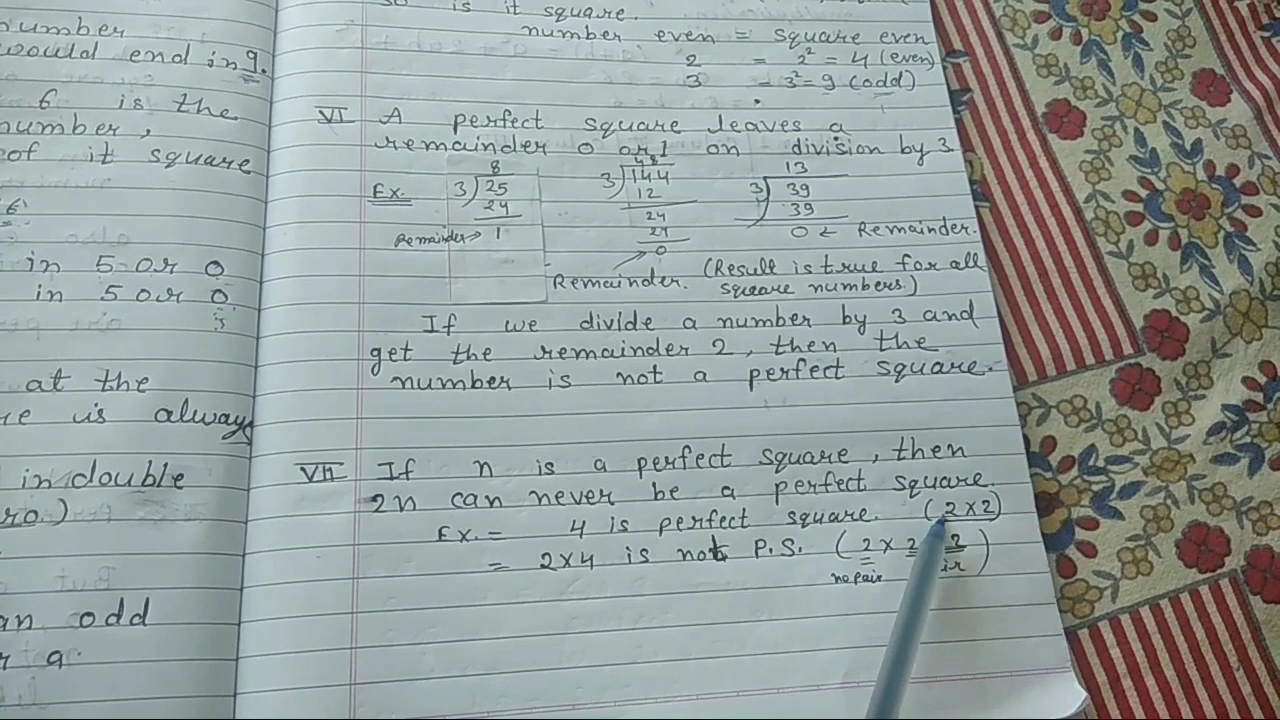 number
would end in 9.
6 is the
number,
of it square
6
in 5 or 0
in 5 or 0
at the
is always
in double
ro.)
an odd
r 9.
is it square.
number even = square even
2 = 2² = 4 (even)
3 = 3² = 9 (odd)
VI A perfect square leaves a
remainder 0 or 1 on division by 3
Ex. 8 48 13
3)25 3)144 3)39
24 12 39
Remainder → 1 24 0 ← Remainder.
24
0
Remainder. (Result is true for all
square numbers.)
If we divide a number by 3 and
get the remainder 2, then the
number is not a perfect square.
VII If n is a perfect square, then
2n can never be a perfect square.
Ex. = 4 is perfect square. (2×2)
= 2×4 is not P.S. (2×2 2)
no pair ir